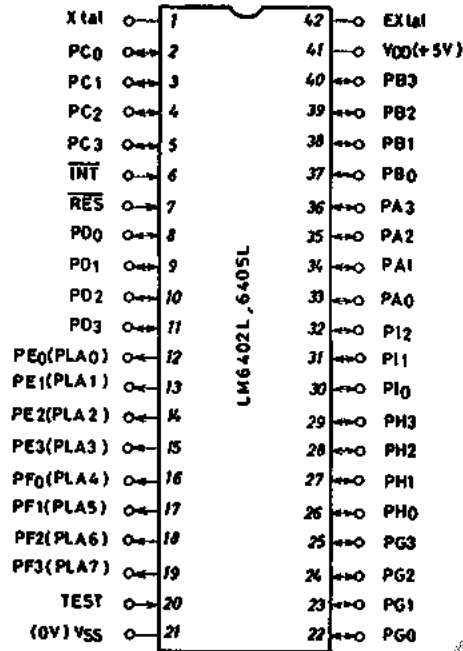 Xtal 1 42 EXtal
PC0 2 41 VDD(+5V)
PC1 3 40 PB3
PC2 4 39 PB2
PC3 5 38 PB1
INT 6 37 PB0
RES 7 36 PA3
PD0 8 35 PA2
PD1 9 34 PA1
PD2 10 33 PA0
PD3 11 32 PI2
PE0(PLA0) 12 31 PI1
PE1(PLA1) 13 30 PI0
PE2(PLA2) 14 29 PH3
PE3(PLA3) 15 28 PH2
PF0(PLA4) 16 27 PH1
PF1(PLA5) 17 26 PH0
PF2(PLA6) 18 25 PG3
PF3(PLA7) 19 24 PG2
TEST 20 23 PG1
(0V) VSS 21 22 PG0
LM6402L,6405L